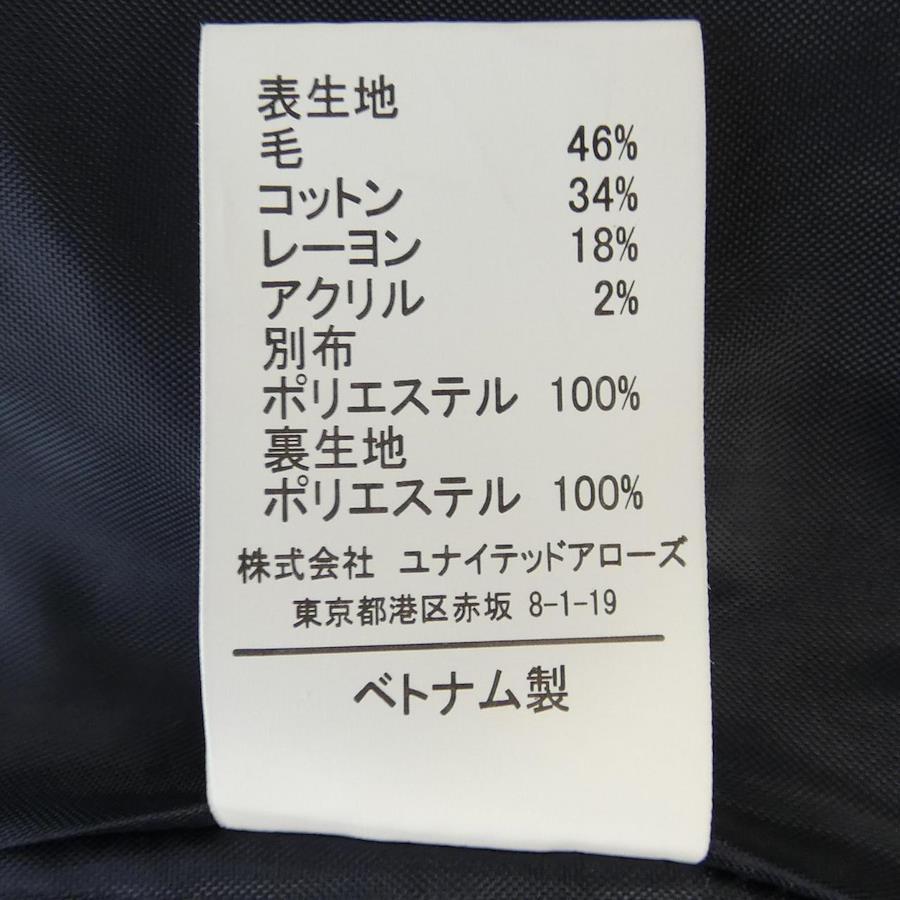 表生地
毛 46%
コットン 34%
レーヨン 18%
アクリル 2%
別布
ポリエステル 100%
裏生地
ポリエステル 100%
株式会社 ユナイテッドアローズ
東京都港区赤坂 8-1-19
ベトナム製